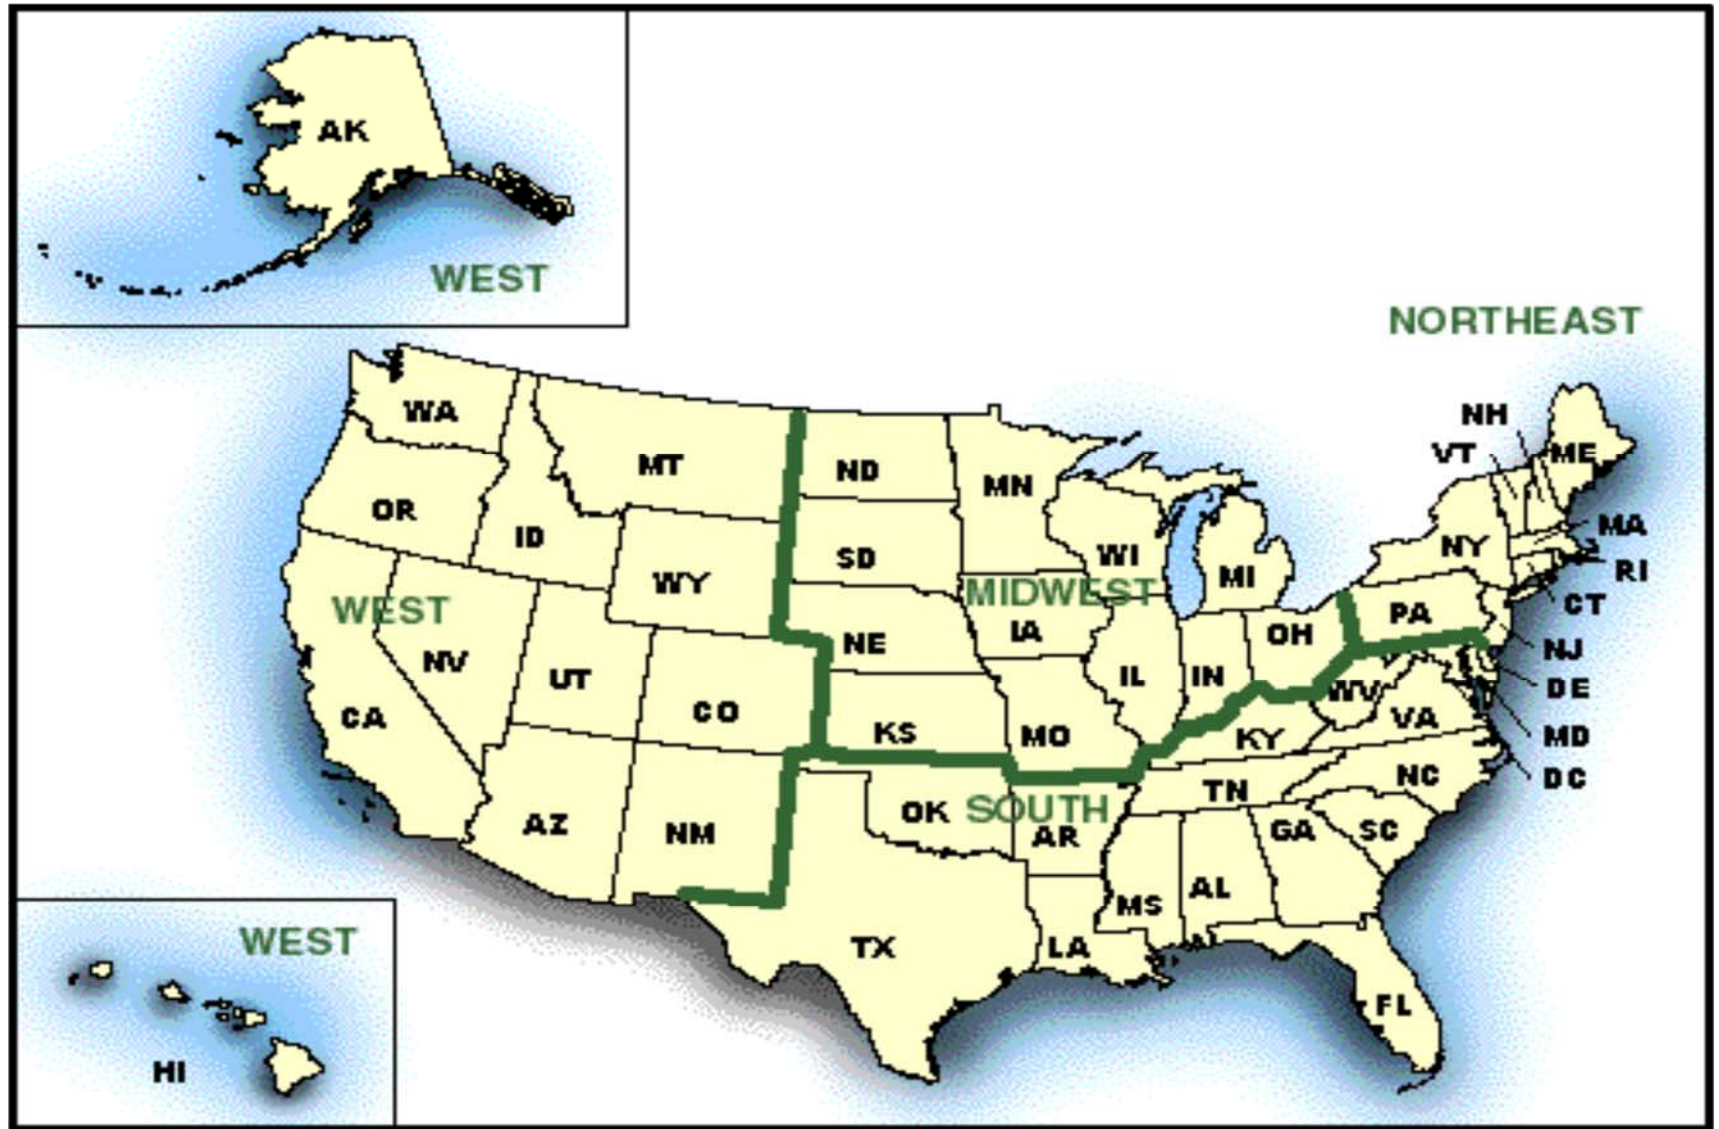 AK
WEST
NORTHEAST
WA
MT
ND
MN
NH
VT
ME
OR
ID
SD
WI
MI
NY
MA
RI
WY
MIDWEST
CT
WEST
NE
IA
OH
PA
NJ
NV
UT
CO
IL
IN
WV
DE
CA
KS
MO
KY
VA
MD
AZ
NM
OK
SOUTH
AR
TN
NC
DC
GA
SC
MS
AL
TX
LA
AL
FL
WEST
HI